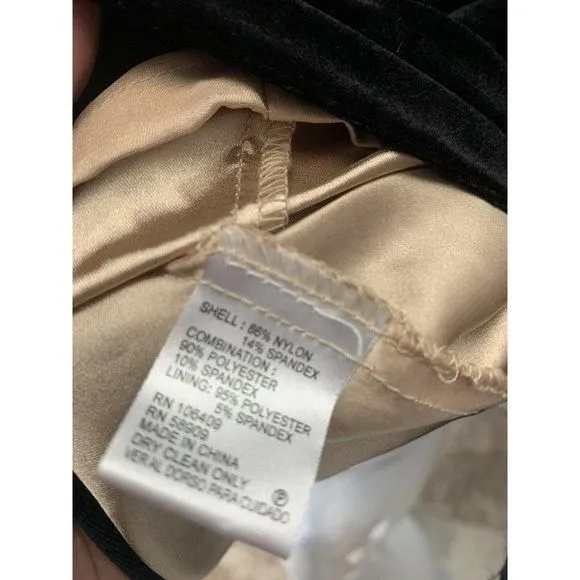 SHELL: 86% NYLON
14% SPANDEX
COMBINATION:
90% POLYESTER
10% SPANDEX
LINING: 95% POLYESTER
5% SPANDEX
RN 106409
RN 58909
MADE IN CHINA
DRY CLEAN ONLY
VER AL DORSO PARA CUIDADO
P